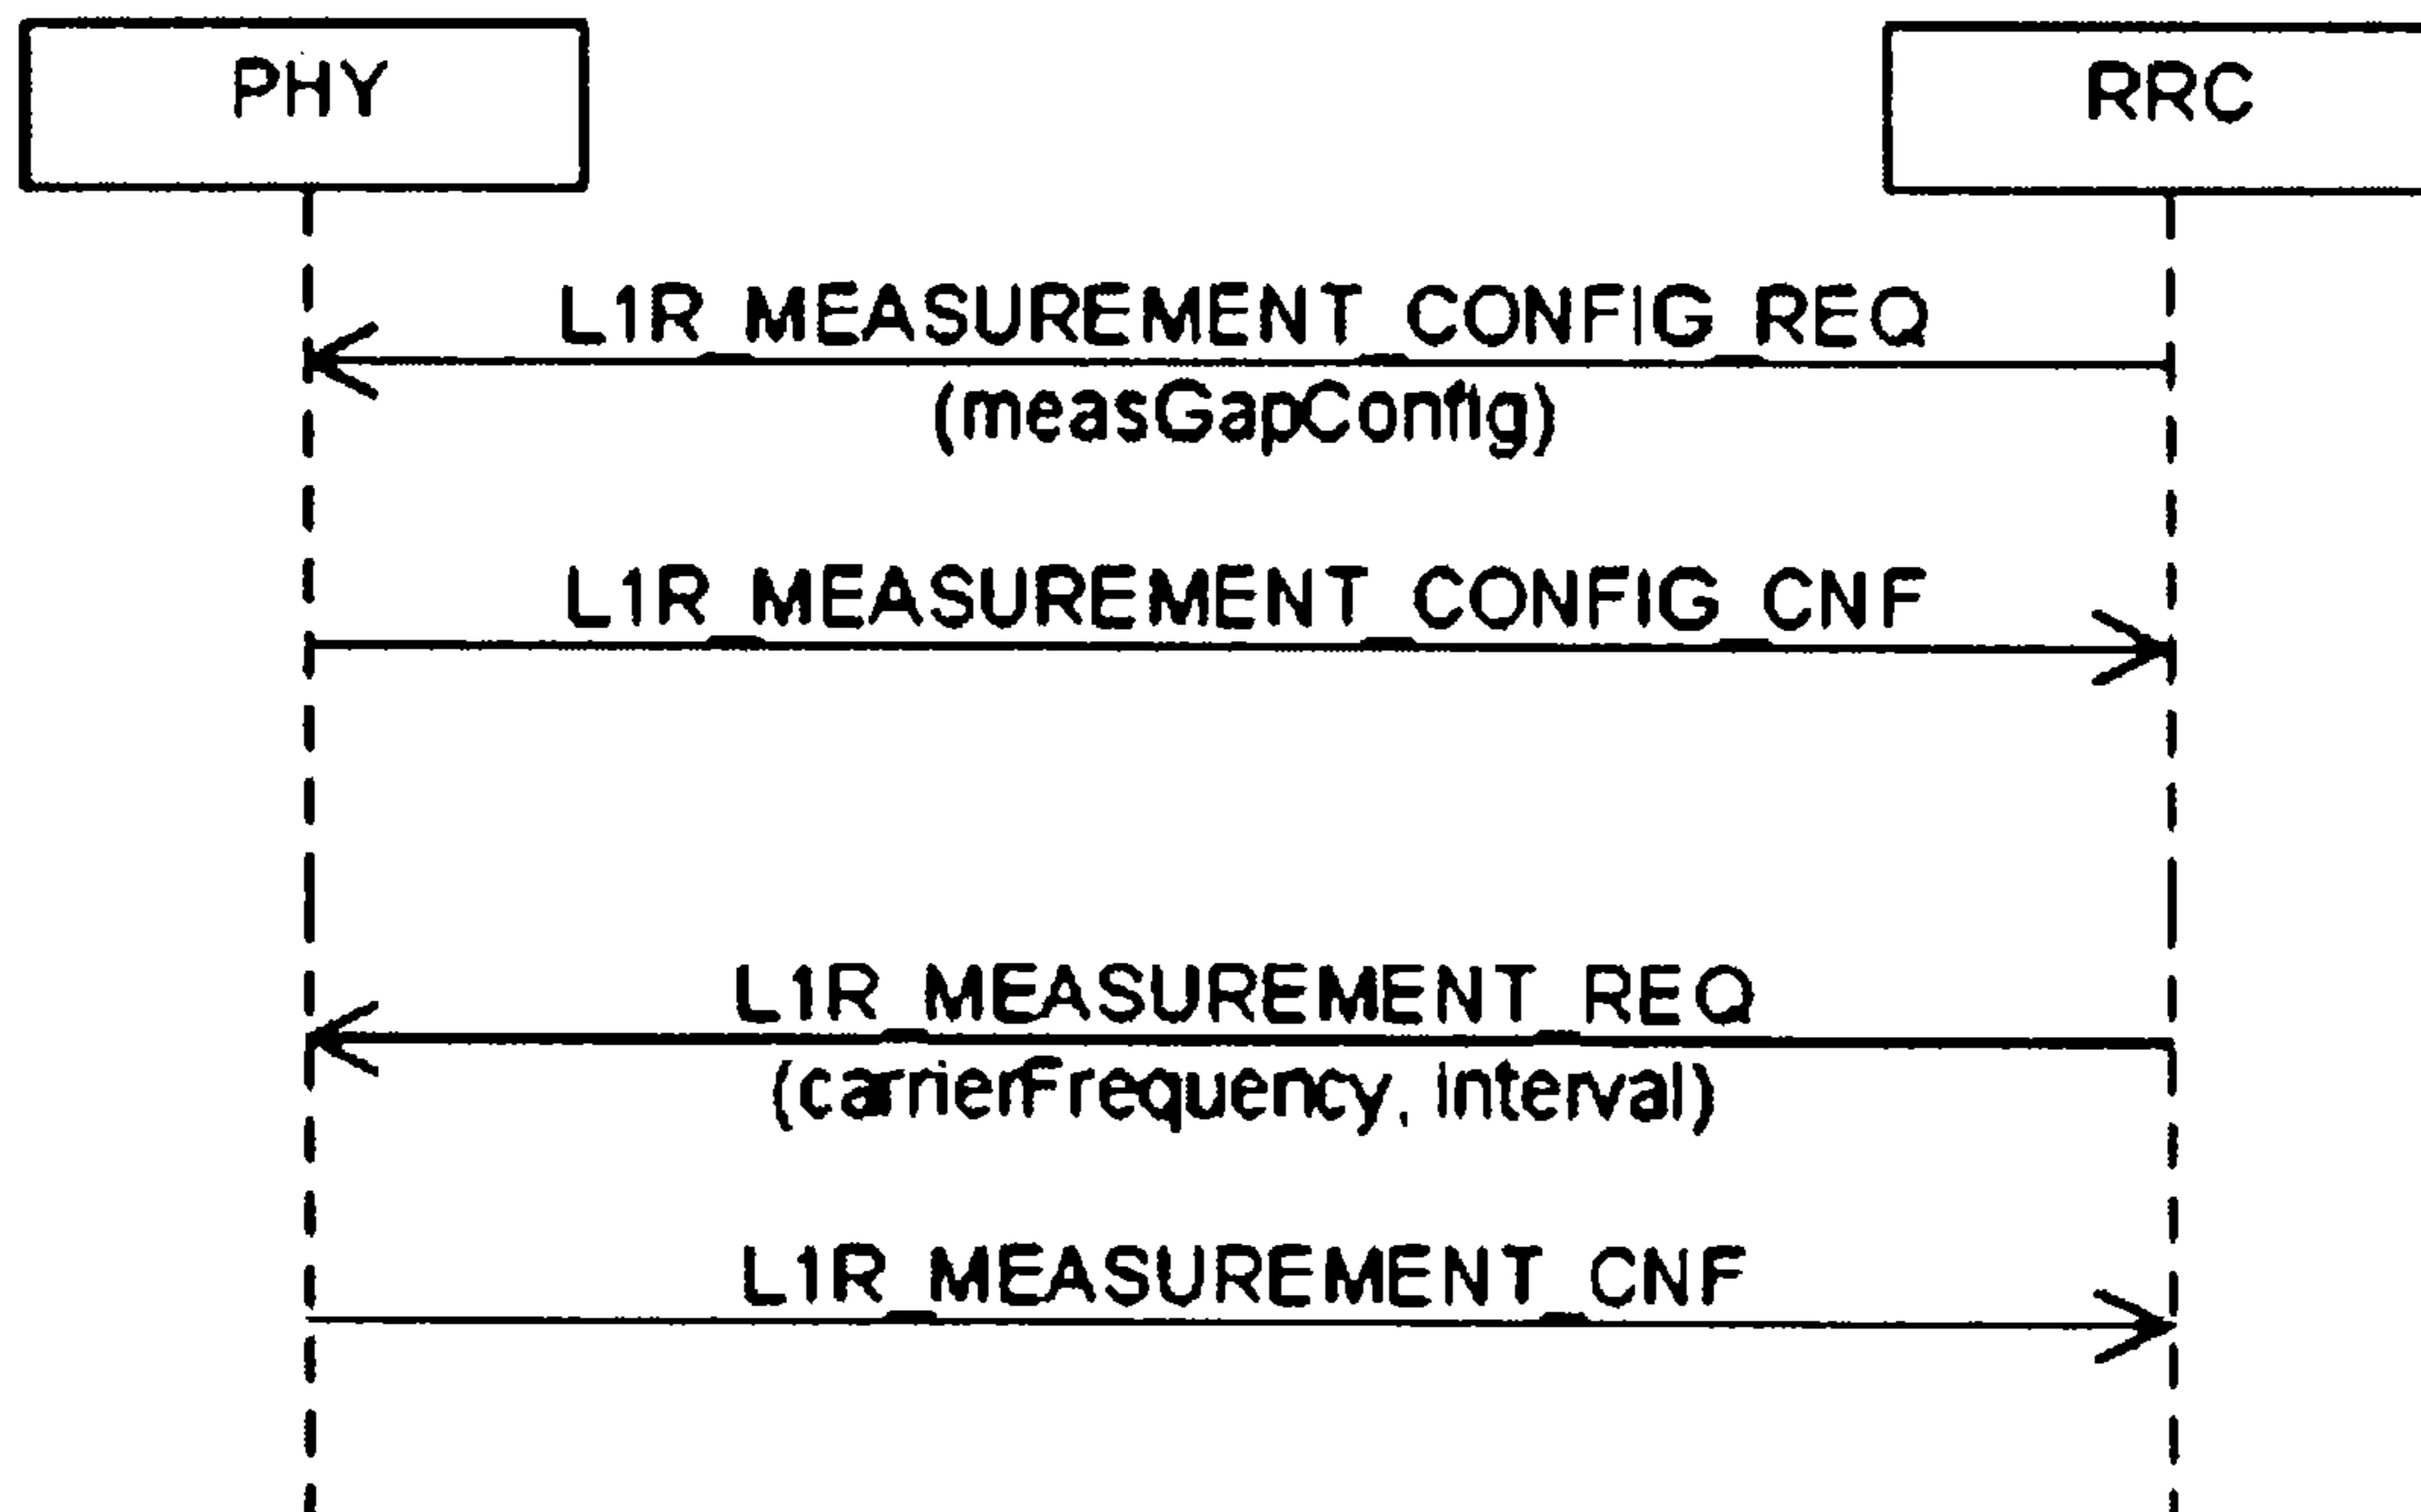 PHY
RRC
L1R_MEASUREMENT_CONFIG_REQ
(measGapConfig)
L1R_MEASUREMENT_CONFIG_CNF
L1R_MEASUREMENT_REQ
(carrierFrequency, interval)
L1R_MEASUREMENT_CNF